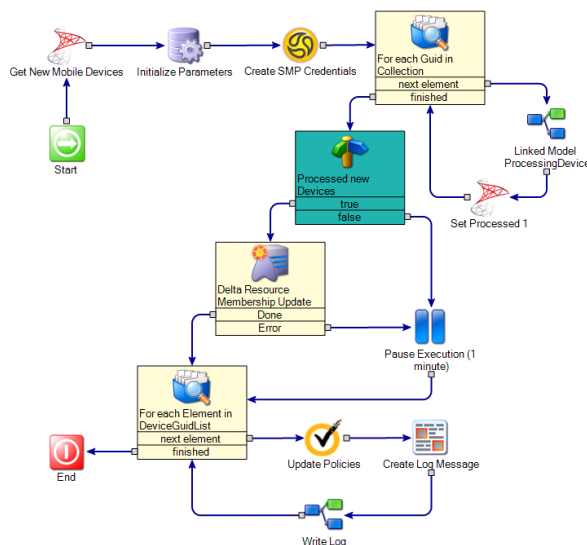 Get New Mobile Devices
Initialize Parameters
Create SMP Credentials
For each Guid in
Collection
next element
finished
Start
Linked Model
ProcessingDevice
Set Processed 1
Processed new
Devices
true
false
Delta Resource
Membership Update
Done
Error
Pause Execution (1
minute)
For each Element in
DeviceGuidList
next element
finished
End
Update Policies
Create Log Message
Write Log